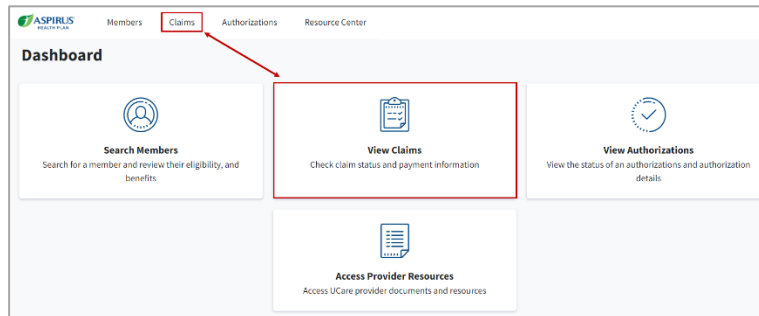 ASPIRUS
HEALTH PLAN
Members Claims Authorizations Resource Center
Dashboard
Search Members
Search for a member and review their eligibility, and
benefits
View Claims
Check claim status and payment information
View Authorizations
View the status of an authorizations and authorization
details
Access Provider Resources
Access UCare provider documents and resources